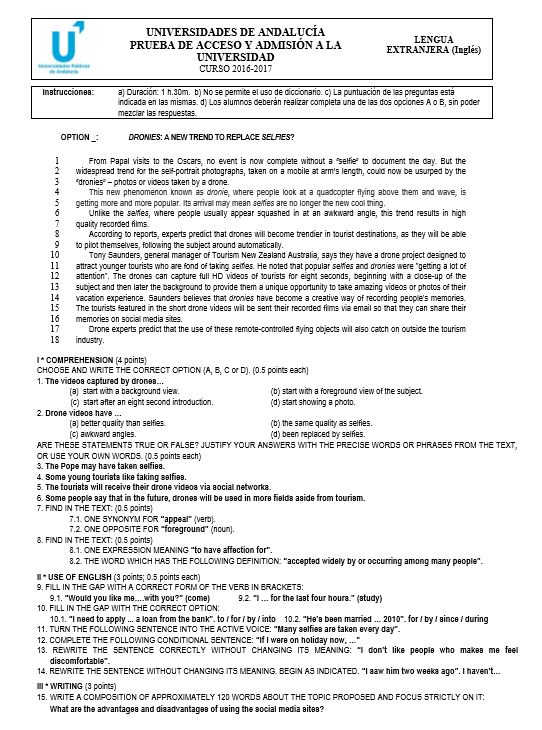 Universidades Públicas
de Andalucía
UNIVERSIDADES DE ANDALUCÍA
PRUEBA DE ACCESO Y ADMISIÓN A LA
UNIVERSIDAD
CURSO 2016-2017
LENGUA
EXTRANJERA (Inglés)
Instrucciones: a) Duración: 1 h.30m. b) No se permite el uso de diccionario. c) La puntuación de las preguntas está
indicada en las mismas. d) Los alumnos deberán realizar completa una de las dos opciones A o B, sin poder
mezclar las respuestas.
OPTION _: DRONIES: A NEW TREND TO REPLACE SELFIES?
1 From Papal visits to the Oscars, no event is now complete without a "selfie" to document the day. But the
2 widespread trend for the self-portrait photographs, taken on a mobile at arm's length, could now be usurped by the
3 "dronies" – photos or videos taken by a drone.
4 This new phenomenon known as dronie, where people look at a quadcopter flying above them and wave, is
5 getting more and more popular. Its arrival may mean selfies are no longer the new cool thing.
6 Unlike the selfies, where people usually appear squashed in at an awkward angle, this trend results in high
7 quality recorded films.
8 According to reports, experts predict that drones will become trendier in tourist destinations, as they will be able
9 to pilot themselves, following the subject around automatically.
10 Tony Saunders, general manager of Tourism New Zealand Australia, says they have a drone project designed to
11 attract younger tourists who are fond of taking selfies. He noted that popular selfies and dronies were "getting a lot of
12 attention". The drones can capture full HD videos of tourists for eight seconds, beginning with a close-up of the
13 subject and then later the background to provide them a unique opportunity to take amazing videos or photos of their
14 vacation experience. Saunders believes that dronies have become a creative way of recording people's memories.
15 The tourists featured in the short drone videos will be sent their recorded films via email so that they can share their
16 memories on social media sites.
17 Drone experts predict that the use of these remote-controlled flying objects will also catch on outside the tourism
18 industry.
I * COMPREHENSION (4 points)
CHOOSE AND WRITE THE CORRECT OPTION (A, B, C or D). (0.5 points each)
1. The videos captured by drones…
(a) start with a background view. (b) start with a foreground view of the subject.
(c) start after an eight second introduction. (d) start showing a photo.
2. Drone videos have …
(a) better quality than selfies. (b) the same quality as selfies.
(c) awkward angles. (d) been replaced by selfies.
ARE THESE STATEMENTS TRUE OR FALSE? JUSTIFY YOUR ANSWERS WITH THE PRECISE WORDS OR PHRASES FROM THE TEXT,
OR USE YOUR OWN WORDS. (0.5 points each)
3. The Pope may have taken selfies.
4. Some young tourists like taking selfies.
5. The tourists will receive their drone videos via social networks.
6. Some people say that in the future, drones will be used in more fields aside from tourism.
7. FIND IN THE TEXT: (0.5 points)
7.1. ONE SYNONYM FOR "appeal" (verb).
7.2. ONE OPPOSITE FOR "foreground" (noun).
8. FIND IN THE TEXT: (0.5 points)
8.1. ONE EXPRESSION MEANING "to have affection for".
8.2. THE WORD WHICH HAS THE FOLLOWING DEFINITION: "accepted widely by or occurring among many people".
II * USE OF ENGLISH (3 points; 0.5 points each)
9. FILL IN THE GAP WITH A CORRECT FORM OF THE VERB IN BRACKETS:
9.1. "Would you like me….with you?" (come) 9.2. "I … for the last four hours." (study)
10. FILL IN THE GAP WITH THE CORRECT OPTION:
10.1. "I need to apply ... a loan from the bank". to / for / by / into 10.2. "He's been married … 2010". for / by / since / during
11. TURN THE FOLLOWING SENTENCE INTO THE ACTIVE VOICE: "Many selfies are taken every day".
12. COMPLETE THE FOLLOWING CONDITIONAL SENTENCE: "If I were on holiday now, …"
13. REWRITE THE SENTENCE CORRECTLY WITHOUT CHANGING ITS MEANING: "I don't like people who makes me feel
discomfortable".
14. REWRITE THE SENTENCE WITHOUT CHANGING ITS MEANING. BEGIN AS INDICATED. "I saw him two weeks ago". I haven't…
III * WRITING (3 points)
15. WRITE A COMPOSITION OF APPROXIMATELY 120 WORDS ABOUT THE TOPIC PROPOSED AND FOCUS STRICTLY ON IT:
What are the advantages and disadvantages of using the social media sites?